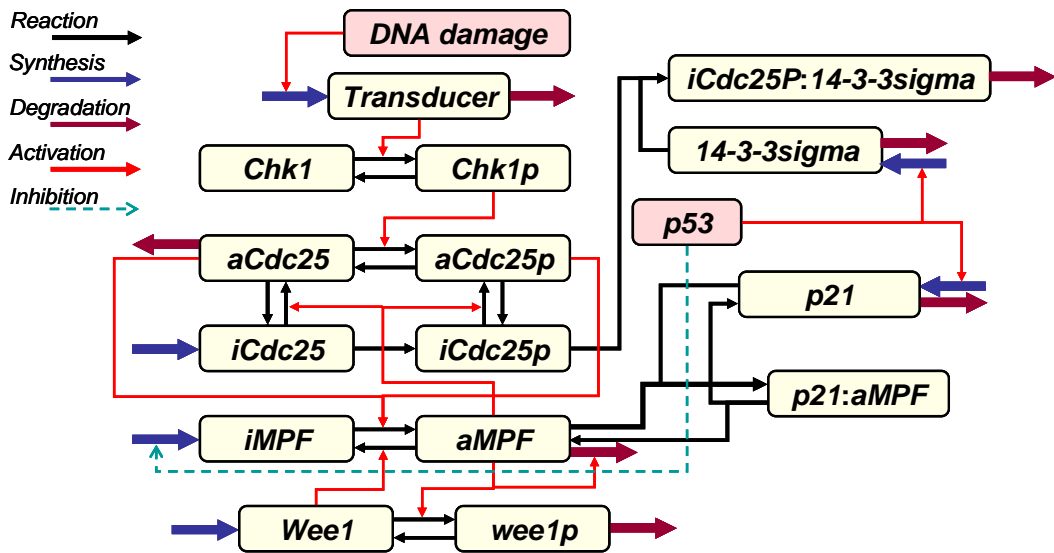 Reaction
Synthesis
Degradation
Activation
Inhibition
DNA damage
Transducer
iCdc25P:14-3-3sigma
14-3-3sigma
Chk1
Chk1p
p53
aCdc25
aCdc25p
p21
iCdc25
iCdc25p
p21:aMPF
iMPF
aMPF
Wee1
wee1p